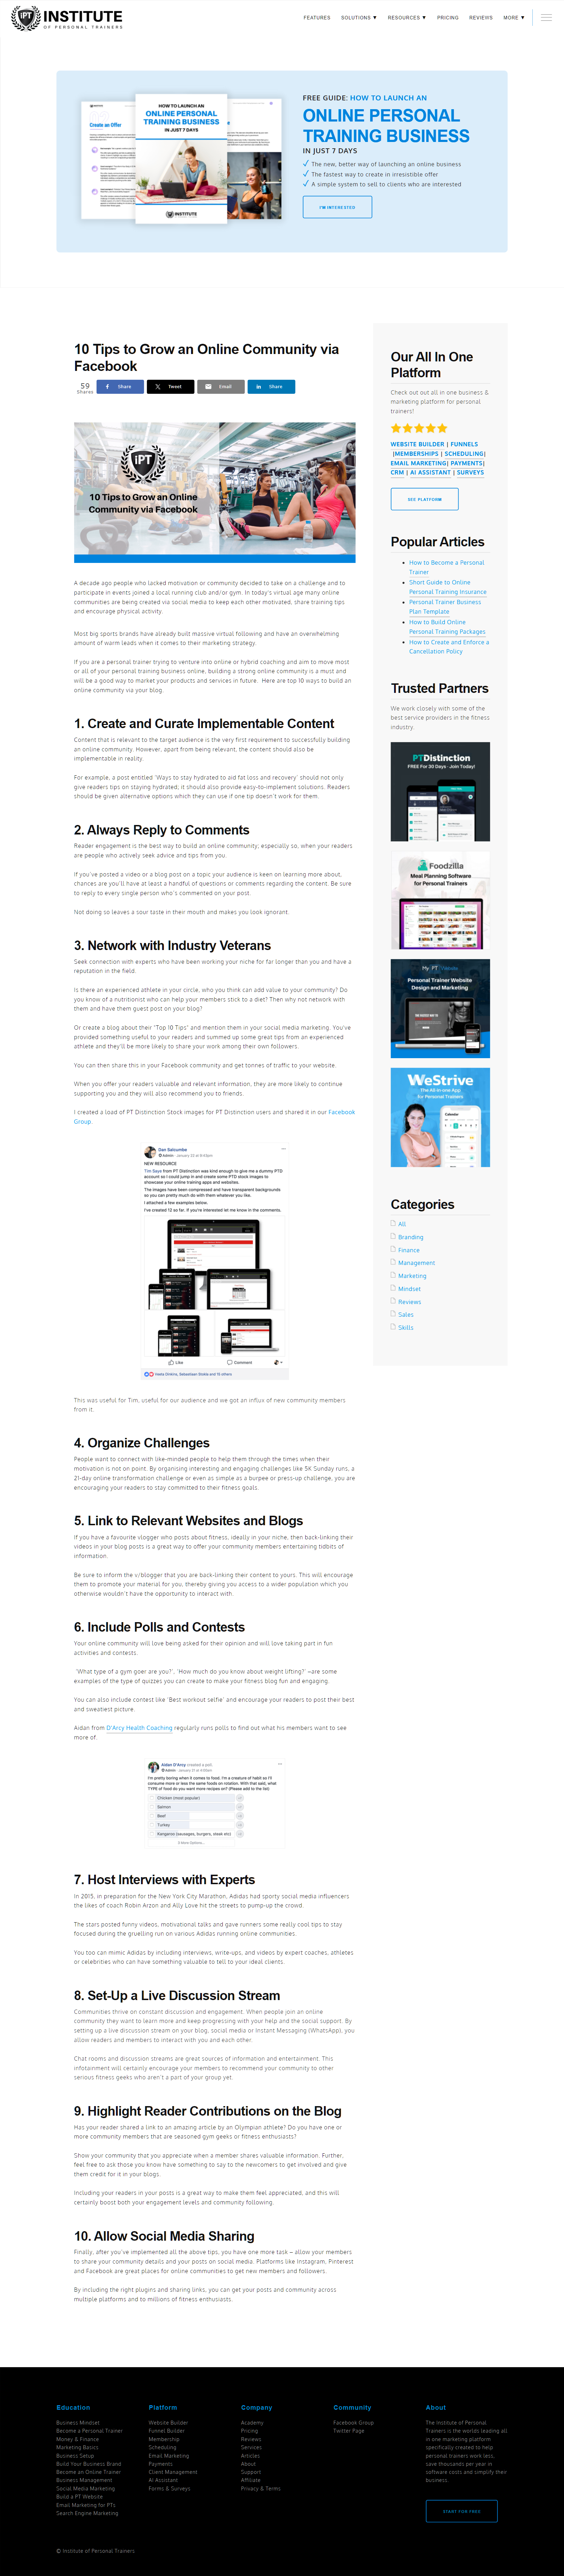 INSTITUTE
OF PERSONAL TRAINERS
FEATURES SOLUTIONS ▼ RESOURCES ▼ PRICING REVIEWS MORE ▼
Create an Offer
HOW TO LAUNCH AN
ONLINE PERSONAL
TRAINING BUSINESS
IN JUST 7 DAYS
INSTITUTE
FREE GUIDE: HOW TO LAUNCH AN
ONLINE PERSONAL
TRAINING BUSINESS
IN JUST 7 DAYS
The new, better way of launching an online business
The fastest way to create in irresistible offer
A simple system to sell to clients who are interested
I'M INTERESTED
10 Tips to Grow an Online Community via
Facebook
59
Shares
Share
Tweet
Email
Share
iPT
10 Tips to Grow an Online
Community via Facebook
A decade ago people who lacked motivation or community decided to take on a challenge and to
participate in events joined a local running club and/or gym. In today's virtual age many online
communities are being created via social media to keep each other motivated, share training tips
and encourage physical activity.
Most big sports brands have already built massive virtual following and have an overwhelming
amount of warm leads when it comes to their marketing strategy.
If you are a personal trainer trying to venture into online or hybrid coaching and aim to move most
or all of your personal training business online, building a strong online community is a must and
will be a good way to market your products and services in future. Here are top 10 ways to build an
online community via your blog.
1. Create and Curate Implementable Content
Content that is relevant to the target audience is the very first requirement to successfully building
an online community. However, apart from being relevant, the content should also be
implementable in reality.
For example, a post entitled 'Ways to stay hydrated to aid fat loss and recovery' should not only
give readers tips on staying hydrated; it should also provide easy-to-implement solutions. Readers
should be given alternative options which they can use if one tip doesn't work for them.
2. Always Reply to Comments
Reader engagement is the best way to build an online community; especially so, when your readers
are people who actively seek advice and tips from you.
If you've posted a video or a blog post on a topic your audience is keen on learning more about,
chances are you'll have at least a handful of questions or comments regarding the content. Be sure
to reply to every single person who's commented on your post.
Not doing so leaves a sour taste in their mouth and makes you look ignorant.
3. Network with Industry Veterans
Seek connection with experts who have been working your niche for far longer than you and have a
reputation in the field.
Is there an experienced athlete in your circle, who you think can add value to your community? Do
you know of a nutritionist who can help your members stick to a diet? Then why not network with
them and have them guest post on your blog?
Or create a blog about their "Top 10 Tips" and mention them in your social media marketing. You've
provided something useful to your readers and summed up some great tips from an experienced
athlete and they'll be more likely to share your work among their own followers.
You can then share this in your Facebook community and get tonnes of traffic to your website.
When you offer your readers valuable and relevant information, they are more likely to continue
supporting you and they will also recommend you to friends.
I created a load of PT Distinction Stock images for PT Distinction users and shared it in our Facebook
Group.
Dan Salcumbe
NEW RESOURCE
Tim Saye from PT Distinction was kind enough to give me a dummy PTD
account so I could jump in and create some PTD stock images to
complement different types of websites.
I've attached a few examples.
I've created 12 so far. If you're interested let me know in the comments.
Like
Comment
This was useful for Tim, useful for our audience and we got an influx of new community members
from it.
4. Organize Challenges
People want to connect with like-minded people to help them through the times when their
motivation is not on point. By organising interesting and engaging challenges like 5K Sunday runs, a
21-day online transformation challenge or even as simple as a burpee or press-up challenge, you are
encouraging your readers to stay committed to their fitness goals.
5. Link to Relevant Websites and Blogs
If you have a favourite vlogger who posts about fitness, ideally in your niche, then back-linking their
videos in your blog posts is a great way to offer your community members entertaining tidbits of
information.
Be sure to inform the v/blogger that you are back-linking their content to yours. This will encourage
them to promote your material for you, thereby giving you access to a wider population which you
otherwise wouldn't have the opportunity to interact with.
6. Include Polls and Contests
Your online community will love being asked for their opinion and will love taking part in fun
activities and contests.
"What type of a gym goer are you?", "How much do you know about weight lifting?" –are some
examples of the type of quizzes you can create to make your fitness blog fun and engaging.
You can also include contest like 'Best workout selfie' and encourage your readers to post their best
and sweatiest picture.
Aidan from D'Arcy Health Coaching regularly runs polls to find out what his members want to see
more of.
Aidan D'Arcy created a poll.
I'm pretty boring when it comes to food. I'm a creature of habit so I'll
consume more or less the same foods on rotation. With that said, what
TYPE of food do you want more recipes on? (Please add to the list)
Chicken (most popular)
Salmon
Beef
Turkey
Kangaroo (sausages, burgers, steak etc)
3 More Options...
7. Host Interviews with Experts
In 2015, in preparation for the New York City Marathon, Adidas had sporty social media influencers
the likes of coach Robin Arzon and Ally Love hit the streets to pump-up the crowd.
The stars posted funny videos, motivational talks and gave runners some really cool tips to stay
focused during the gruelling run on various Adidas running online communities.
You too can mimic Adidas by including interviews, write-ups, and videos by expert coaches, athletes
or celebrities who can have something valuable to tell to your ideal clients.
8. Set-Up a Live Discussion Stream
Communities thrive on constant discussion and engagement. When people join an online
community they want to learn more and keep progressing with your help and the social support. By
setting up a live discussion stream on your blog, social media or Instant Messaging (WhatsApp), you
allow readers and members to interact with you and each other.
Chat rooms and discussion streams are great sources of information and entertainment. This
infotainment will certainly encourage your members to recommend your community to other
serious fitness geeks who aren't a part of your group yet.
9. Highlight Reader Contributions on the Blog
Has your reader shared a link to an amazing article by an Olympian athlete? Do you have one or
more community members that are seasoned gym geeks or fitness enthusiasts?
Show your community that you appreciate when a member shares valuable information. Further,
feel free to ask those you know have something to say to the newcomers to get involved and give
them credit for it in your blogs.
Including your readers in your posts is a great way to make them feel appreciated, and this will
certainly boost both your engagement levels and community following.
10. Allow Social Media Sharing
Finally, after you've implemented all the above tips, you have one more task – allow your members
to share your community details and your posts on social media. Platforms like Instagram, Pinterest
and Facebook are great places for online communities to get new members and followers.
By including the right plugins and sharing links, you can get your posts and community across
multiple platforms and to millions of fitness enthusiasts.
Our All In One
Platform
Check out out all in one business &
marketing platform for personal
trainers!
WEBSITE BUILDER | FUNNELS
|MEMBERSHIPS | SCHEDULING|
EMAIL MARKETING| PAYMENTS|
CRM | AI ASSISTANT | SURVEYS
SEE PLATFORM
Popular Articles
How to Become a Personal
Trainer
Short Guide to Online
Personal Training Insurance
Personal Trainer Business
Plan Template
How to Build Online
Personal Training Packages
How to Create and Enforce a
Cancellation Policy
Trusted Partners
We work closely with some of the
best service providers in the fitness
industry.
PTDistinction
FREE for 30 Days - Join Today!
Foodzilla
Meal Planning Software
for Personal Trainers
My PT Website
Personal Trainer Website
Design and Marketing
WeStrive
The All-in-One App
for Personal Trainers
Calendar
Categories
All
Branding
Finance
Management
Marketing
Mindset
Reviews
Sales
Skills
Education
Business Mindset
Become a Personal Trainer
Money & Finance
Marketing Basics
Business Setup
Build Your Business Brand
Become an Online Trainer
Business Management
Social Media Marketing
Build a PT Website
Email Marketing for PTs
Search Engine Marketing
Platform
Website Builder
Funnel Builder
Membership
Scheduling
Email Marketing
Payments
Client Management
AI Assistant
Forms & Surveys
Company
Academy
Pricing
Reviews
Services
Articles
About
Support
Affiliate
Privacy & Terms
Community
Facebook Group
Twitter Page
About
The Institute of Personal
Trainers is the worlds leading all
in one marketing platform
specifically created to help
personal trainers work less,
save thousands per year in
software costs and simplify their
business.
START FOR FREE
© Institute of Personal Trainers